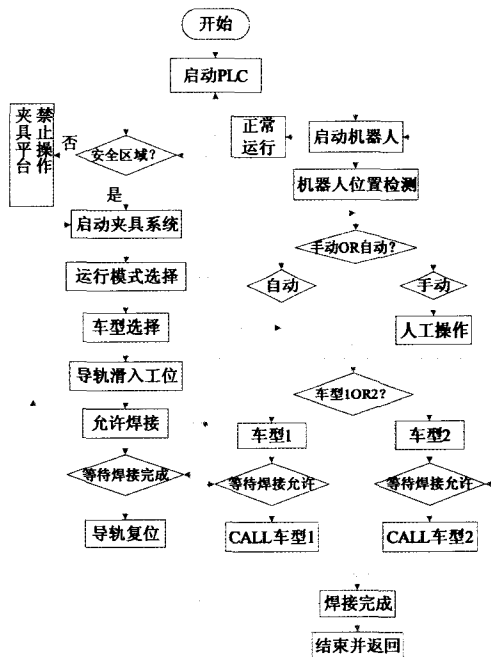 开始
启动PLC
禁止操作
夹具平台
否
安全区域？
是
启动夹具系统
运行模式选择
车型选择
导轨滑入工位
允许焊接
等待焊接完成
导轨复位
正常
运行
启动机器人
机器人位置检测
手动OR自动？
自动
手动
人工操作
车型1OR2？
车型1
车型2
等待焊接允许
等待焊接允许
CALL车型1
CALL车型2
焊接完成
结束并返回